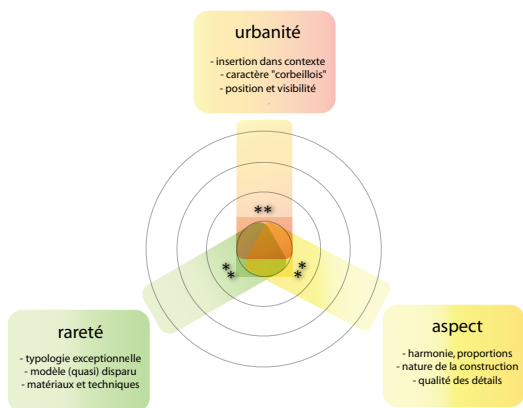 urbanité
- insertion dans contexte
- caractère "corbeillois"
- position et visibilité
-
**
**
**
rareté
- typologie exceptionnelle
- modèle (quasi) disparu
- matériaux et techniques
aspect
- harmonie, proportions
- nature de la construction
- qualité des détails